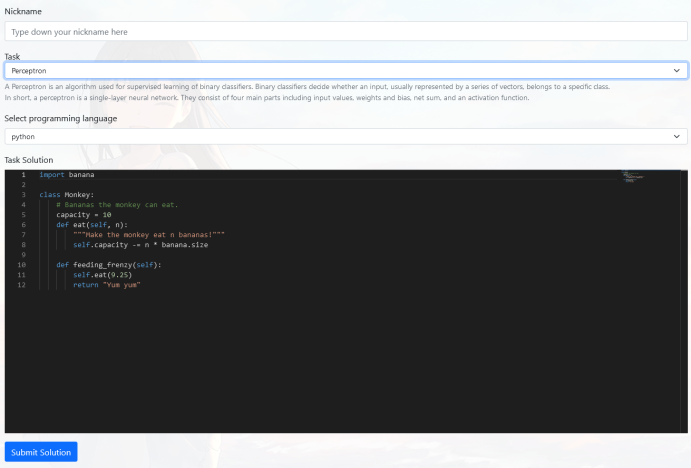 Nickname
Type down your nickname here
Task
Perceptron
A Perceptron is an algorithm used for supervised learning of binary classifiers. Binary classifiers decide whether an input, usually represented by a series of vectors, belongs to a specific class.
In short, a perceptron is a single-layer neural network. They consist of four main parts including input values, weights and bias, net sum, and an activation function.
Select programming language
python
Task Solution
1 import banana
2
3 class Monkey:
4 # Bananas the monkey can eat.
5 capacity = 10
6 def eat(self, n):
7 """Make the monkey eat n bananas!"""
8 self.capacity -= n * banana.size
9
10 def feeding_frenzy(self):
11 self.eat(9.25)
12 return "Yum yum"
Submit Solution